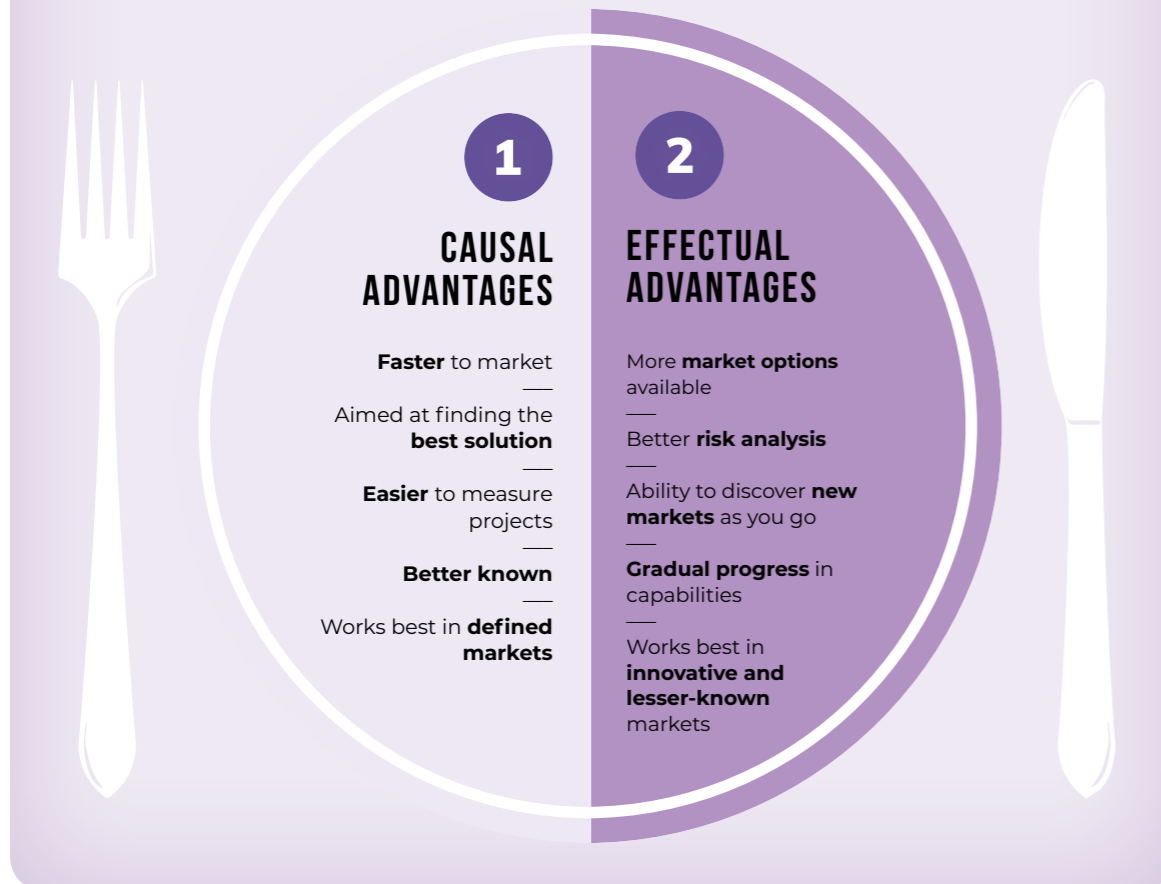 1
CAUSAL
ADVANTAGES
Faster to market
Aimed at finding the
best solution
Easier to measure
projects
Better known
Works best in defined
markets
2
EFFECTUAL
ADVANTAGES
More market options
available
Better risk analysis
Ability to discover new
markets as you go
Gradual progress in
capabilities
Works best in
innovative and
lesser-known
markets